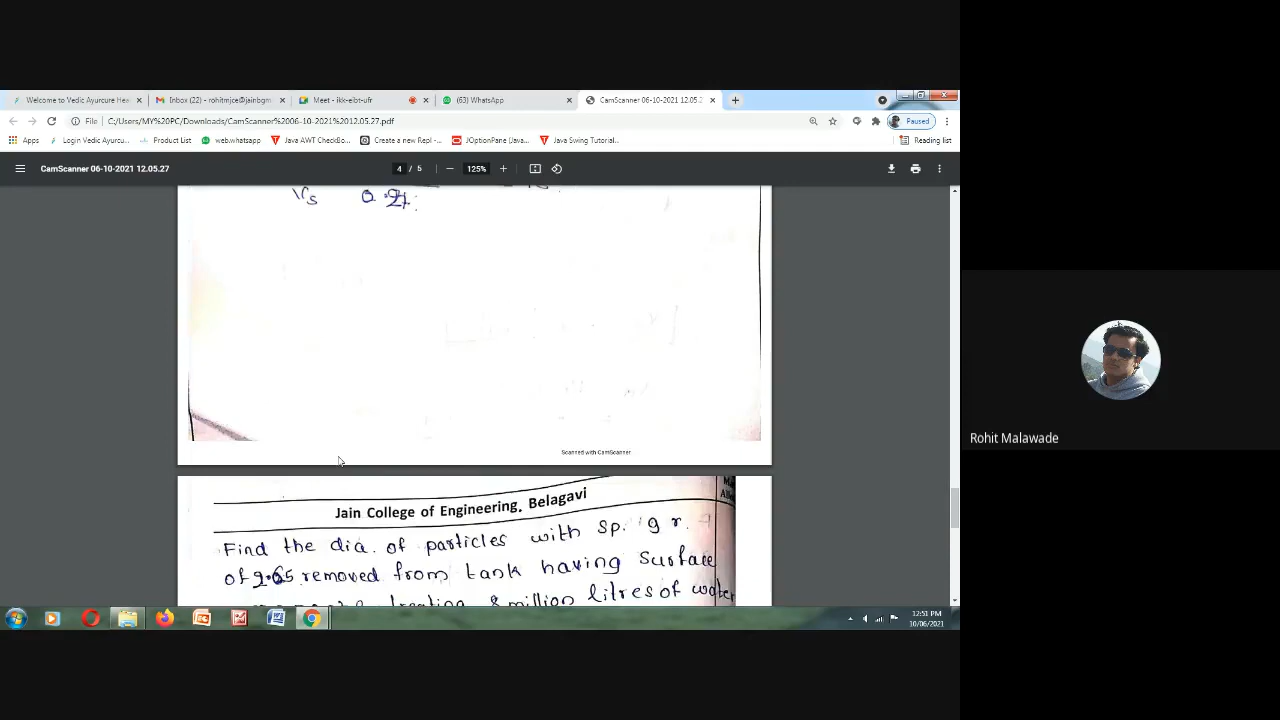 Welcome to Vedic Ayurcure Hea
Inbox (22) - rohitmjce@jainbgm
Meet - ikk-eibt-ufr
(63) WhatsApp
CamScanner 06-10-2021 12.05.2
File
C:/Users/MY%20PC/Downloads/CamScanner%2006-10-2021%2012.05.27.pdf
Paused
Apps
Login Vedic Ayurcu...
Product List
web.whatsapp
Java AWT CheckBo...
Create a new Repl -...
JOptionPane (Java...
Java Swing Tutorial...
Reading list
CamScanner 06-10-2021 12.05.27
4 / 5
125%
Vs 0.21
Scanned with CamScanner
Jain College of Engineering, Belagavi
Find the dia. of particles with sp. gr.
of 2.65 removed from tank having surface
treating 8 million litres of water
Rohit Malawade
12:51 PM
10/06/2021